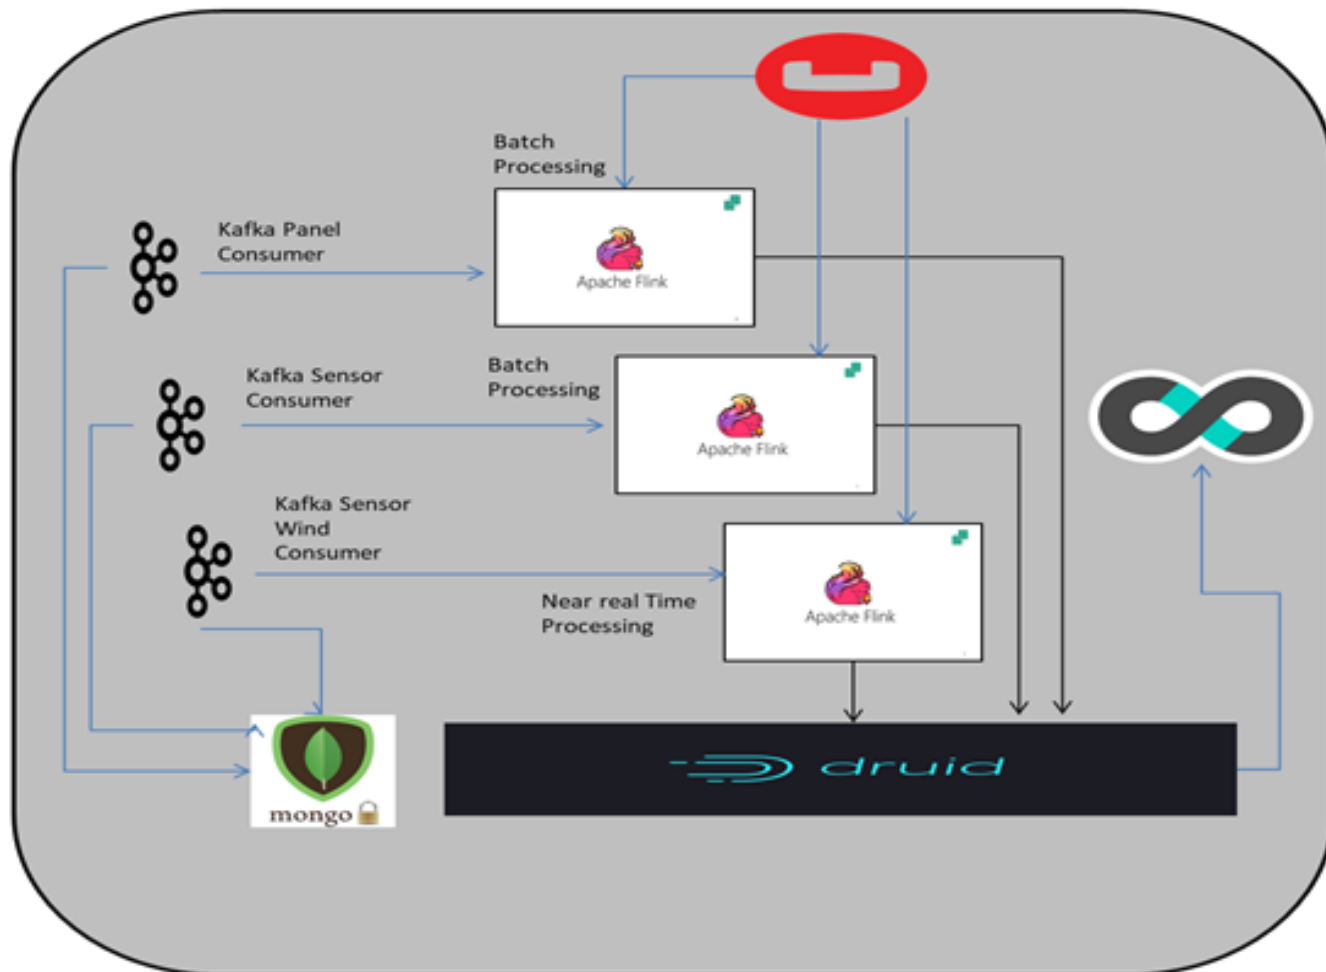 Batch
Processing
Kafka Panel
Consumer
Apache Flink
Kafka Sensor
Consumer
Batch
Processing
Apache Flink
Kafka Sensor
Wind
Consumer
Near real Time
Processing
Apache Flink
mongo
druid